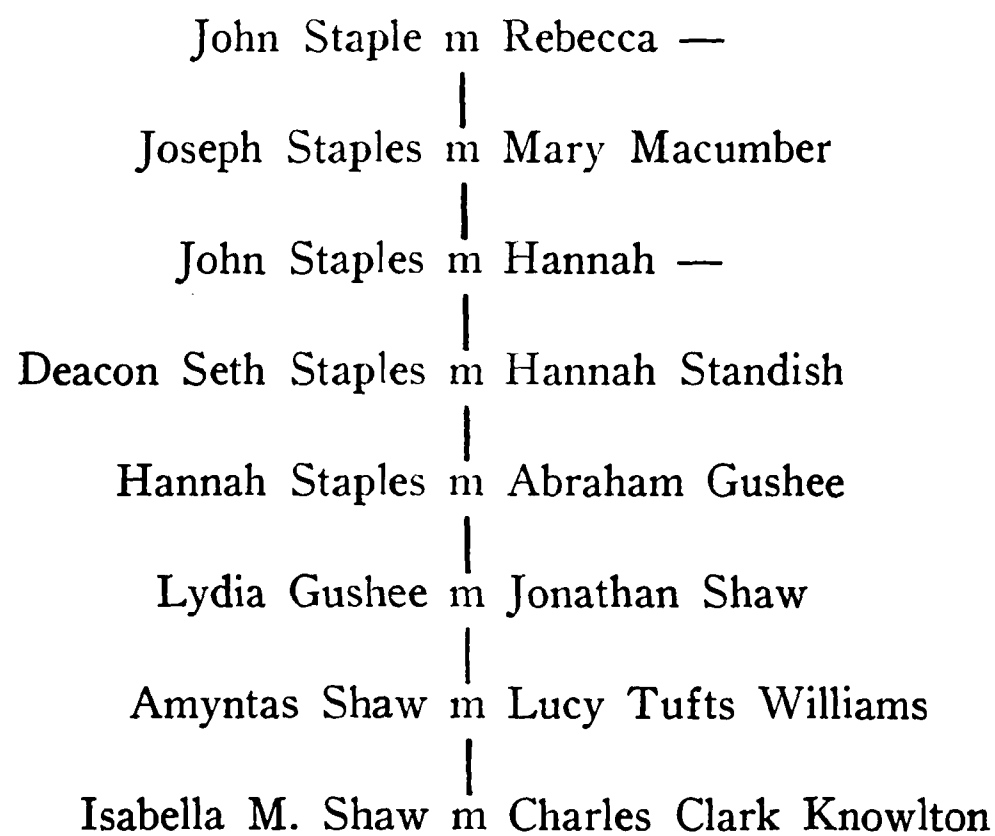 John Staple m Rebecca —
Joseph Staples m Mary Macumber
John Staples m Hannah —
Deacon Seth Staples m Hannah Standish
Hannah Staples m Abraham Gushee
Lydia Gushee m Jonathan Shaw
Amyntas Shaw m Lucy Tufts Williams
Isabella M. Shaw m Charles Clark Knowlton